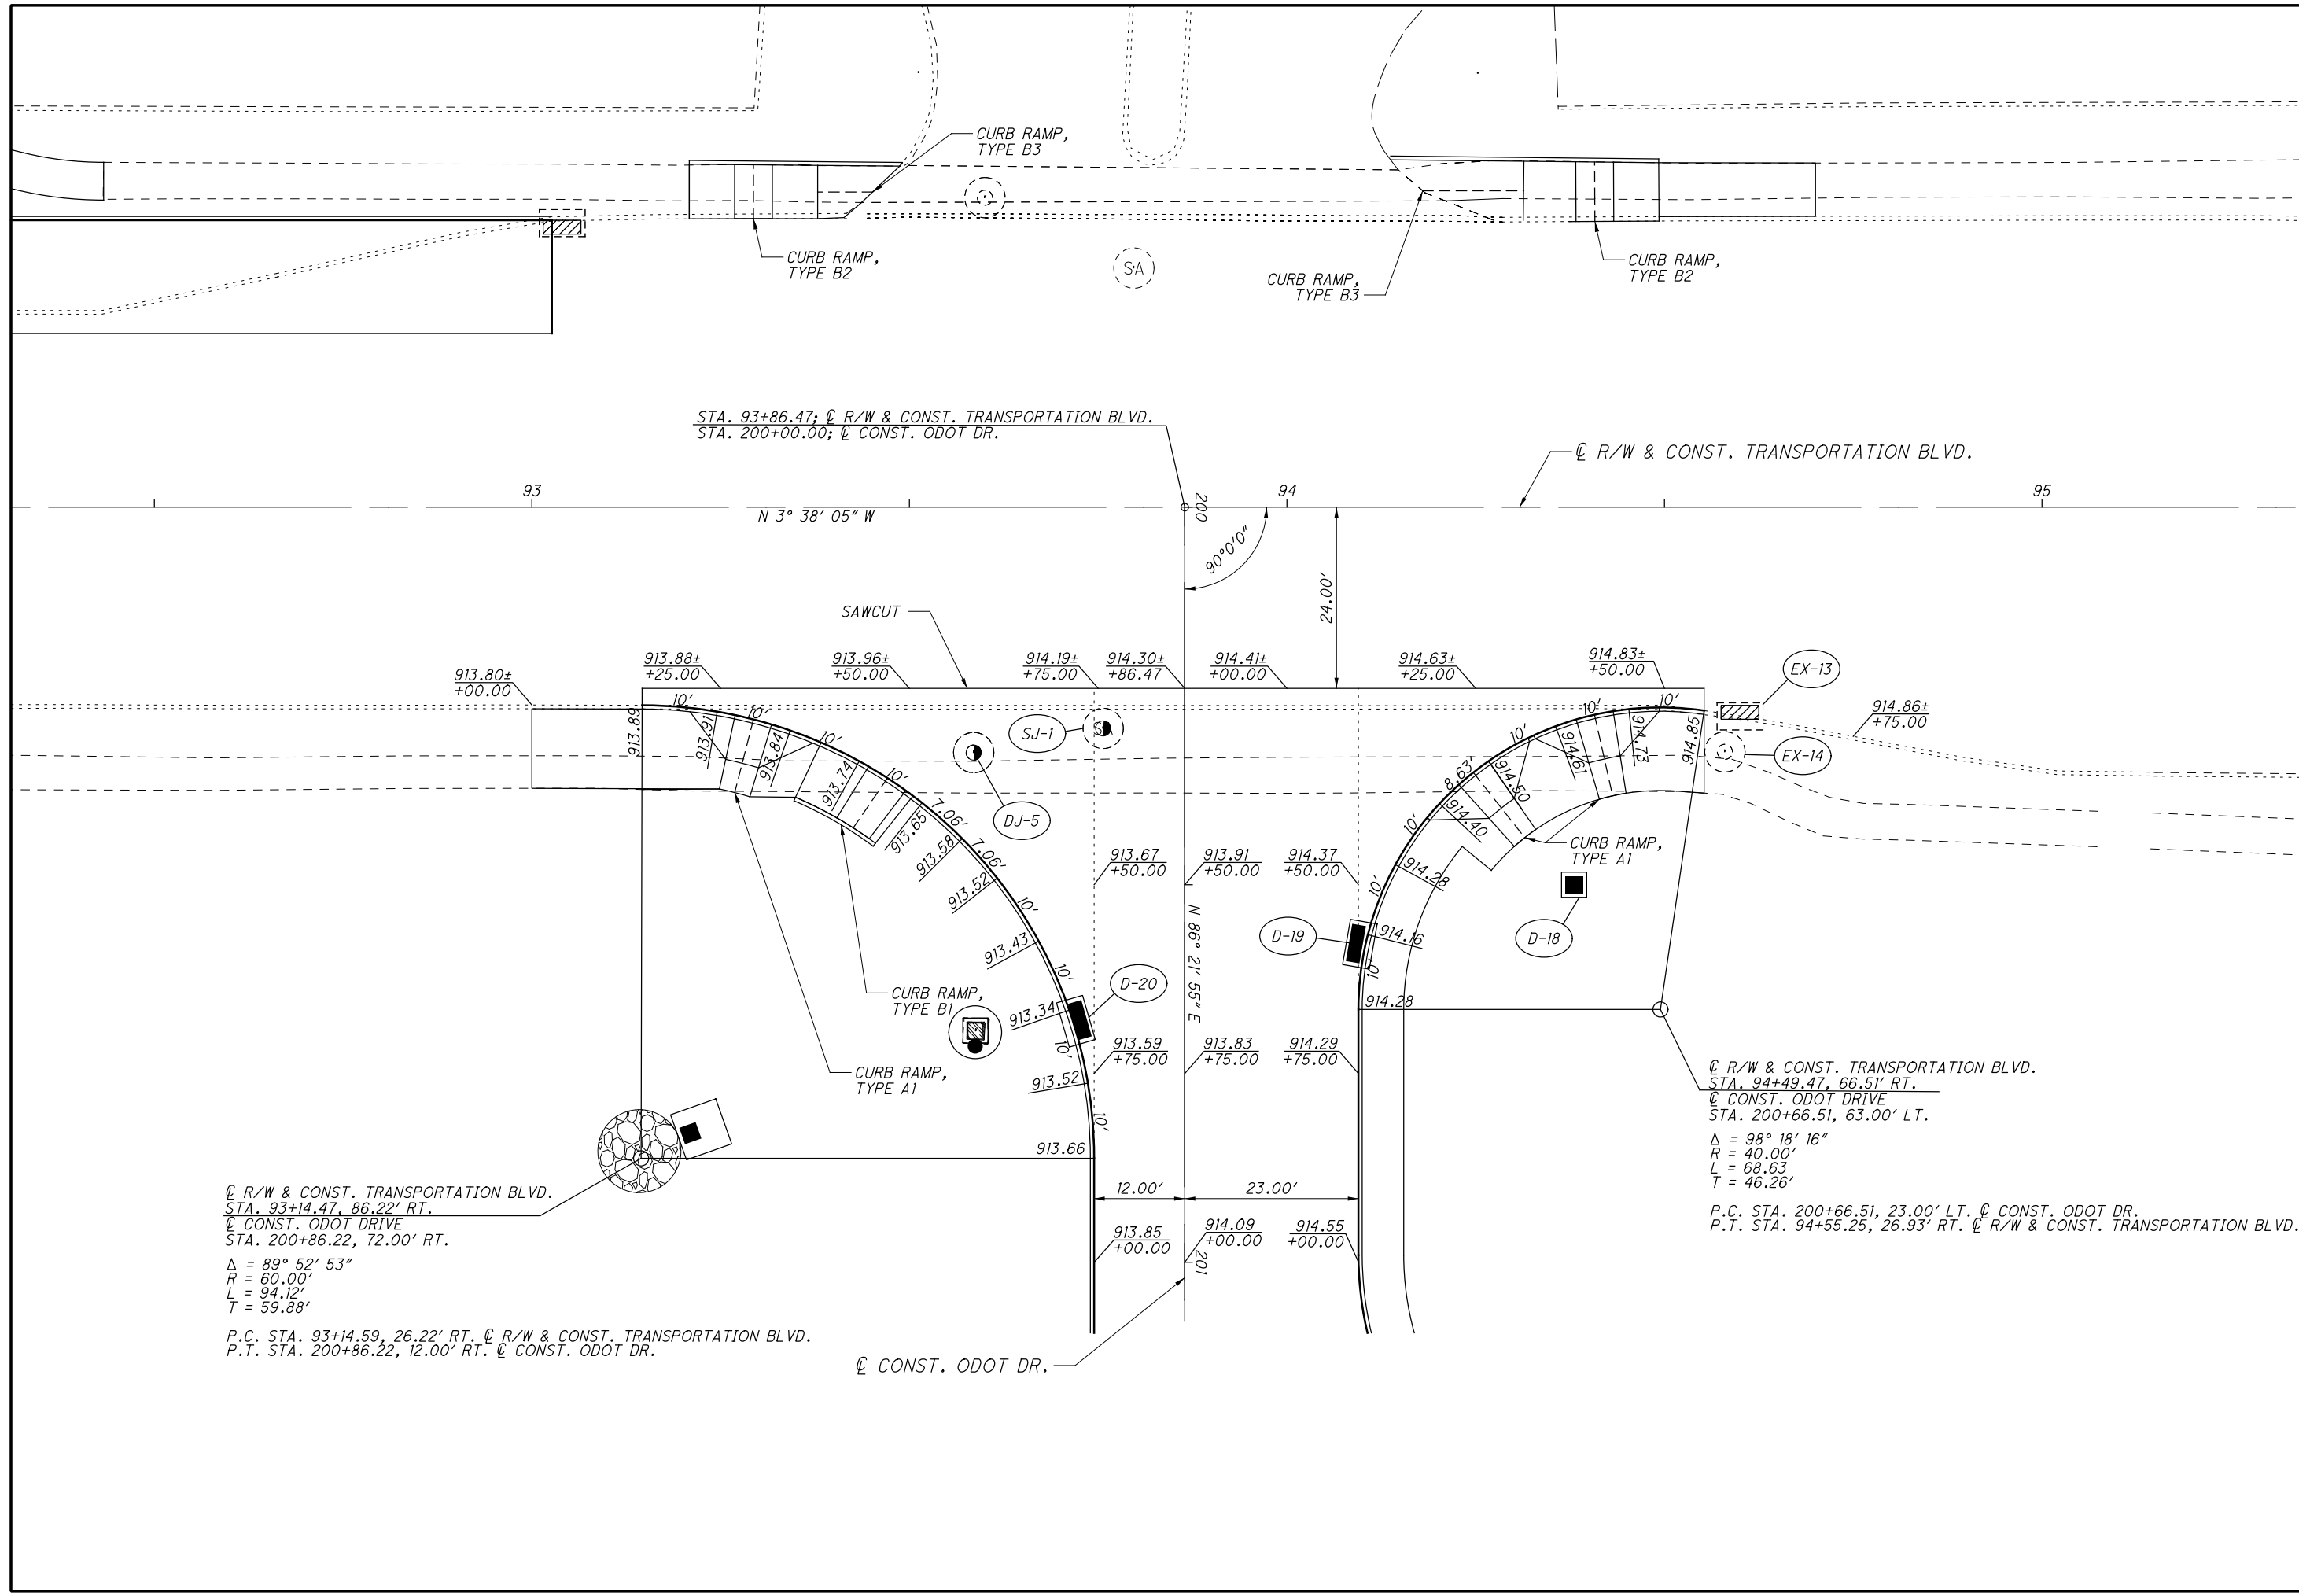 CURB RAMP,
TYPE B3
CURB RAMP,
TYPE B2
SA
CURB RAMP,
TYPE B3
CURB RAMP,
TYPE B2
STA. 93+86.47; ℄ R/W & CONST. TRANSPORTATION BLVD.
STA. 200+00.00; ℄ CONST. ODOT DR.
℄ R/W & CONST. TRANSPORTATION BLVD.
93
94
95
N 3° 38' 05" W
200
90°0'0"
24.00'
SAWCUT
913.80±
+00.00
913.88±
+25.00
913.96±
+50.00
914.19±
+75.00
914.30±
+86.47
914.41±
+00.00
914.63±
+25.00
914.83±
+50.00
914.86±
+75.00
EX-13
EX-14
SJ-1
DJ-5
913.89
10'
913.91
10'
913.84
10'
913.74
10'
913.65
7.06'
913.58
7.06'
913.52
10'
913.43
10'
913.34
10'
913.52
10'
913.66
914.85
10'
914.73
10'
914.61
10'
914.50
8.63'
914.40
10'
914.28
10'
914.16
10'
914.28
913.67
+50.00
913.91
+50.00
914.37
+50.00
CURB RAMP,
TYPE A1
D-18
D-19
D-20
N 86° 21' 55" E
CURB RAMP,
TYPE B1
CURB RAMP,
TYPE A1
913.59
+75.00
913.83
+75.00
914.29
+75.00
12.00'
23.00'
913.85
+00.00
914.09
+00.00
914.55
+00.00
201
℄ R/W & CONST. TRANSPORTATION BLVD.
STA. 94+49.47, 66.51' RT.
℄ CONST. ODOT DRIVE
STA. 200+66.51, 63.00' LT.
Δ = 98° 18' 16"
R = 40.00'
L = 68.63
T = 46.26'
P.C. STA. 200+66.51, 23.00' LT. ℄ CONST. ODOT DR.
P.T. STA. 94+55.25, 26.93' RT. ℄ R/W & CONST. TRANSPORTATION BLVD.
℄ R/W & CONST. TRANSPORTATION BLVD.
STA. 93+14.47, 86.22' RT.
℄ CONST. ODOT DRIVE
STA. 200+86.22, 72.00' RT.
Δ = 89° 52' 53"
R = 60.00'
L = 94.12'
T = 59.88'
P.C. STA. 93+14.59, 26.22' RT. ℄ R/W & CONST. TRANSPORTATION BLVD.
P.T. STA. 200+86.22, 12.00' RT. ℄ CONST. ODOT DR.
℄ CONST. ODOT DR.